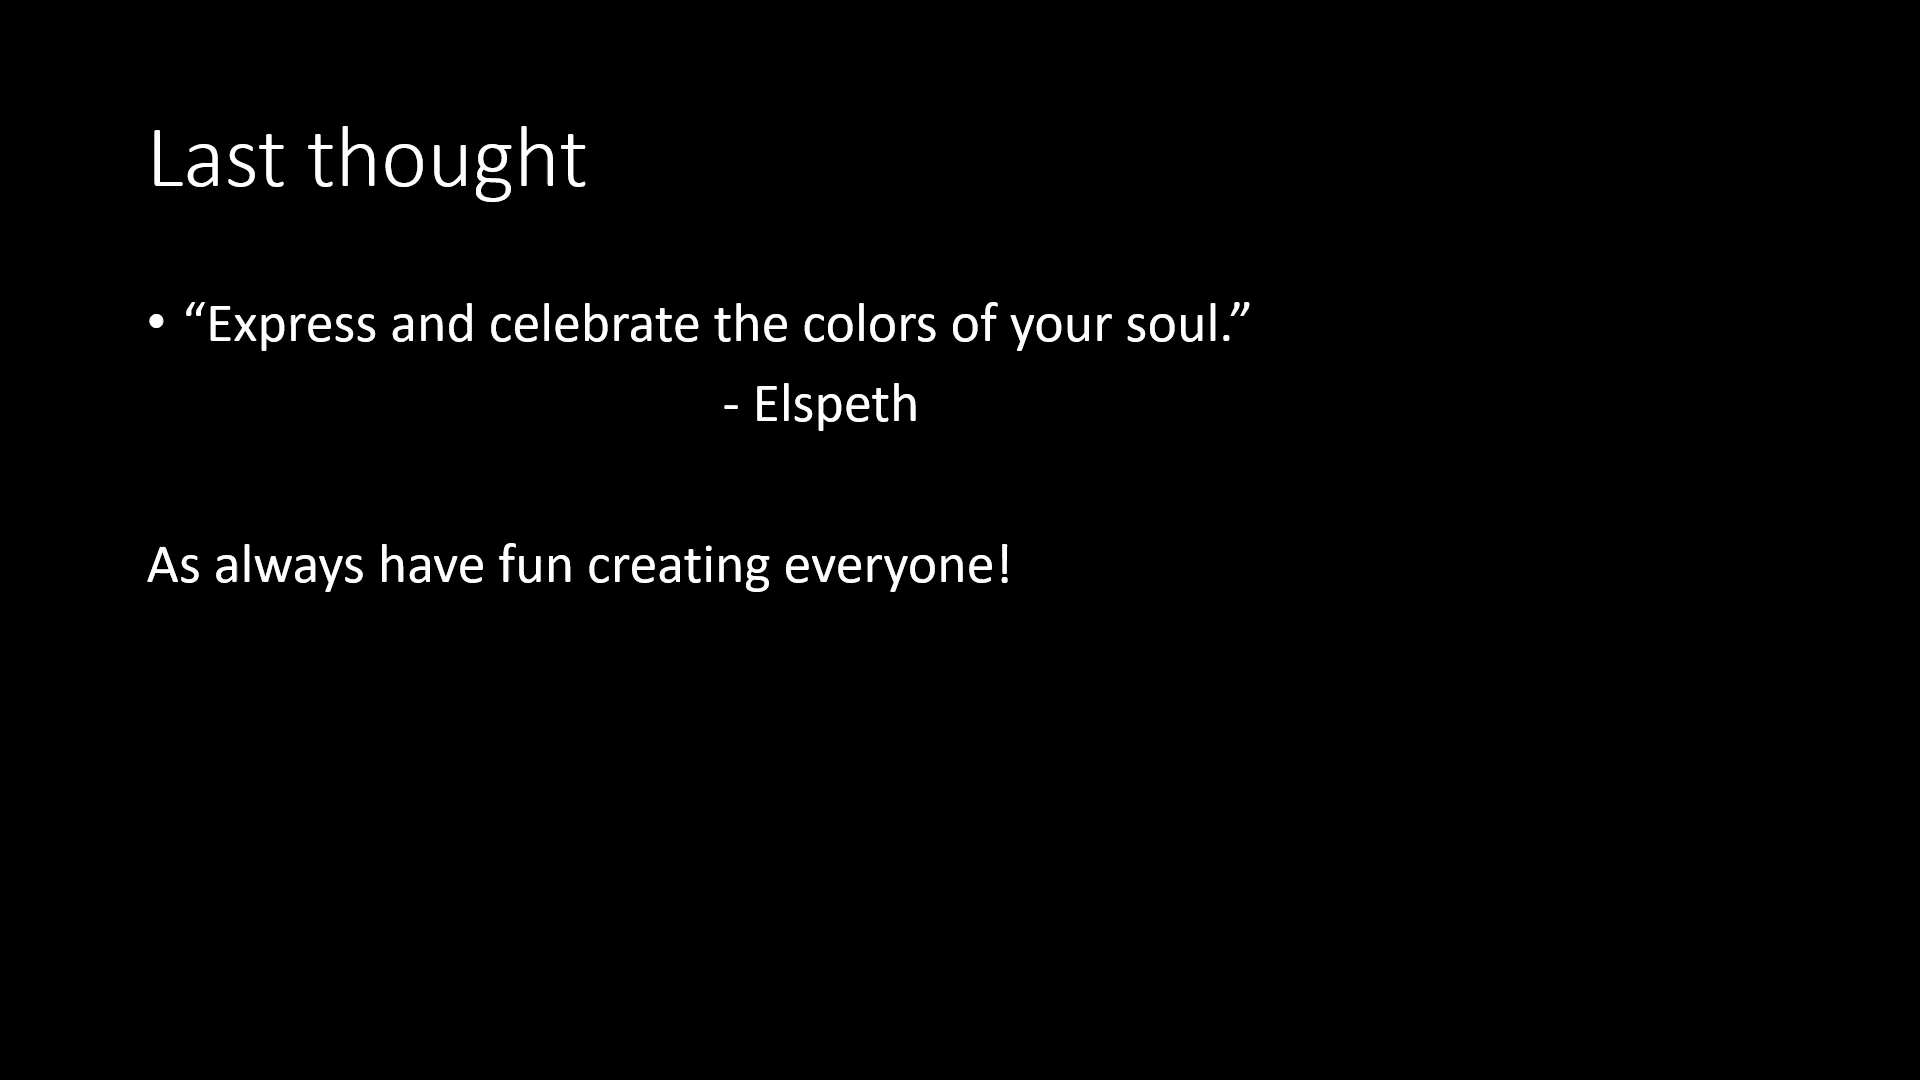 Last thought
• “Express and celebrate the colors of your soul.”
- Elspeth
As always have fun creating everyone!